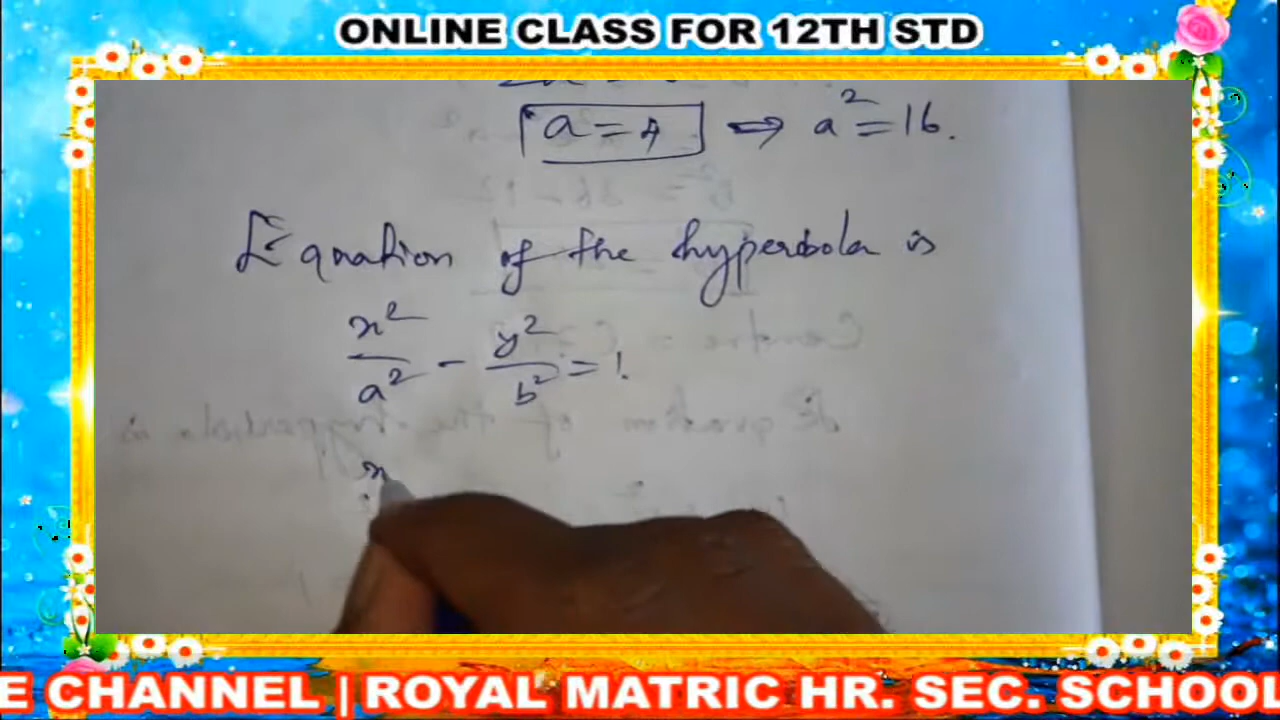 ONLINE CLASS FOR 12TH STD
a = 4 ⇒ a² = 16.
Equation of the hyperbola is
x²/a² - y²/b² = 1.
x
E CHANNEL | ROYAL MATRIC HR. SEC. SCHOOL